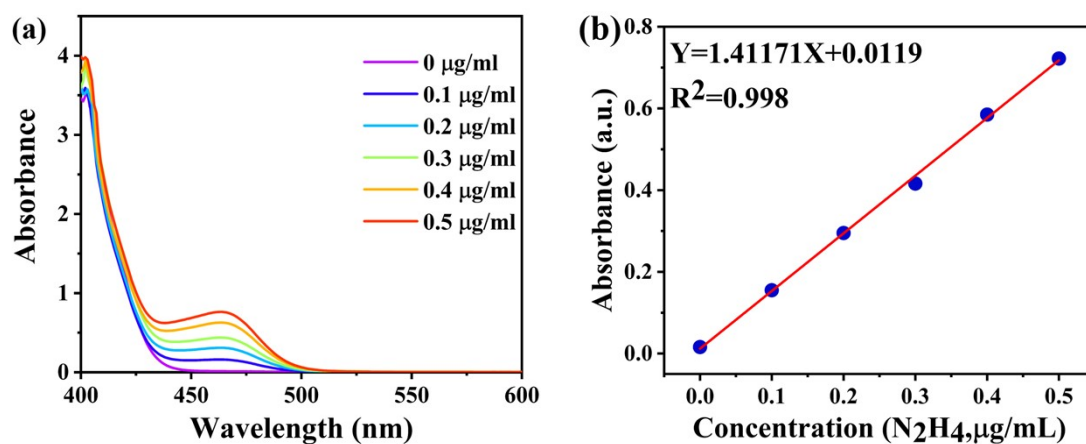 (a)
4
3
2
1
0
Absorbance
400
450
500
550
600
Wavelength (nm)
0 μg/ml
0.1 μg/ml
0.2 μg/ml
0.3 μg/ml
0.4 μg/ml
0.5 μg/ml
(b)
Y=1.41171X+0.0119
R²=0.998
0.8
0.6
0.4
0.2
0.0
Absorbance (a.u.)
0.0
0.1
0.2
0.3
0.4
0.5
Concentration (N₂H₄,μg/mL)